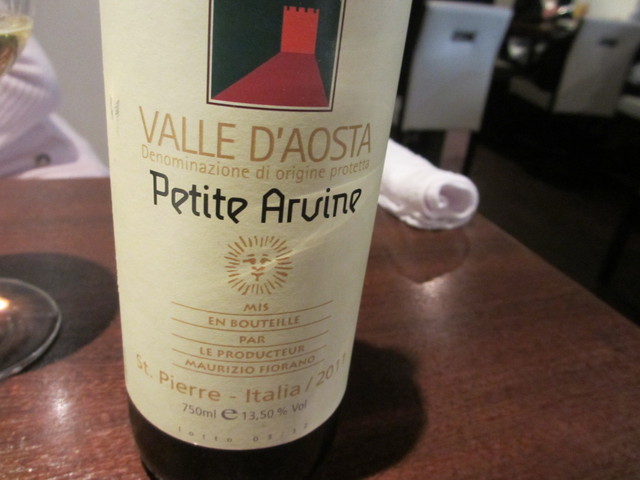 VALLE D'AOSTA
Denominazione di origine protetta
Petite Arvine
MIS
EN BOUTEILLE
PAR
LE PRODUCTEUR
MAURIZIO FIORANO
St. Pierre - Italia / 2011
750ml e 13,50 % Vol